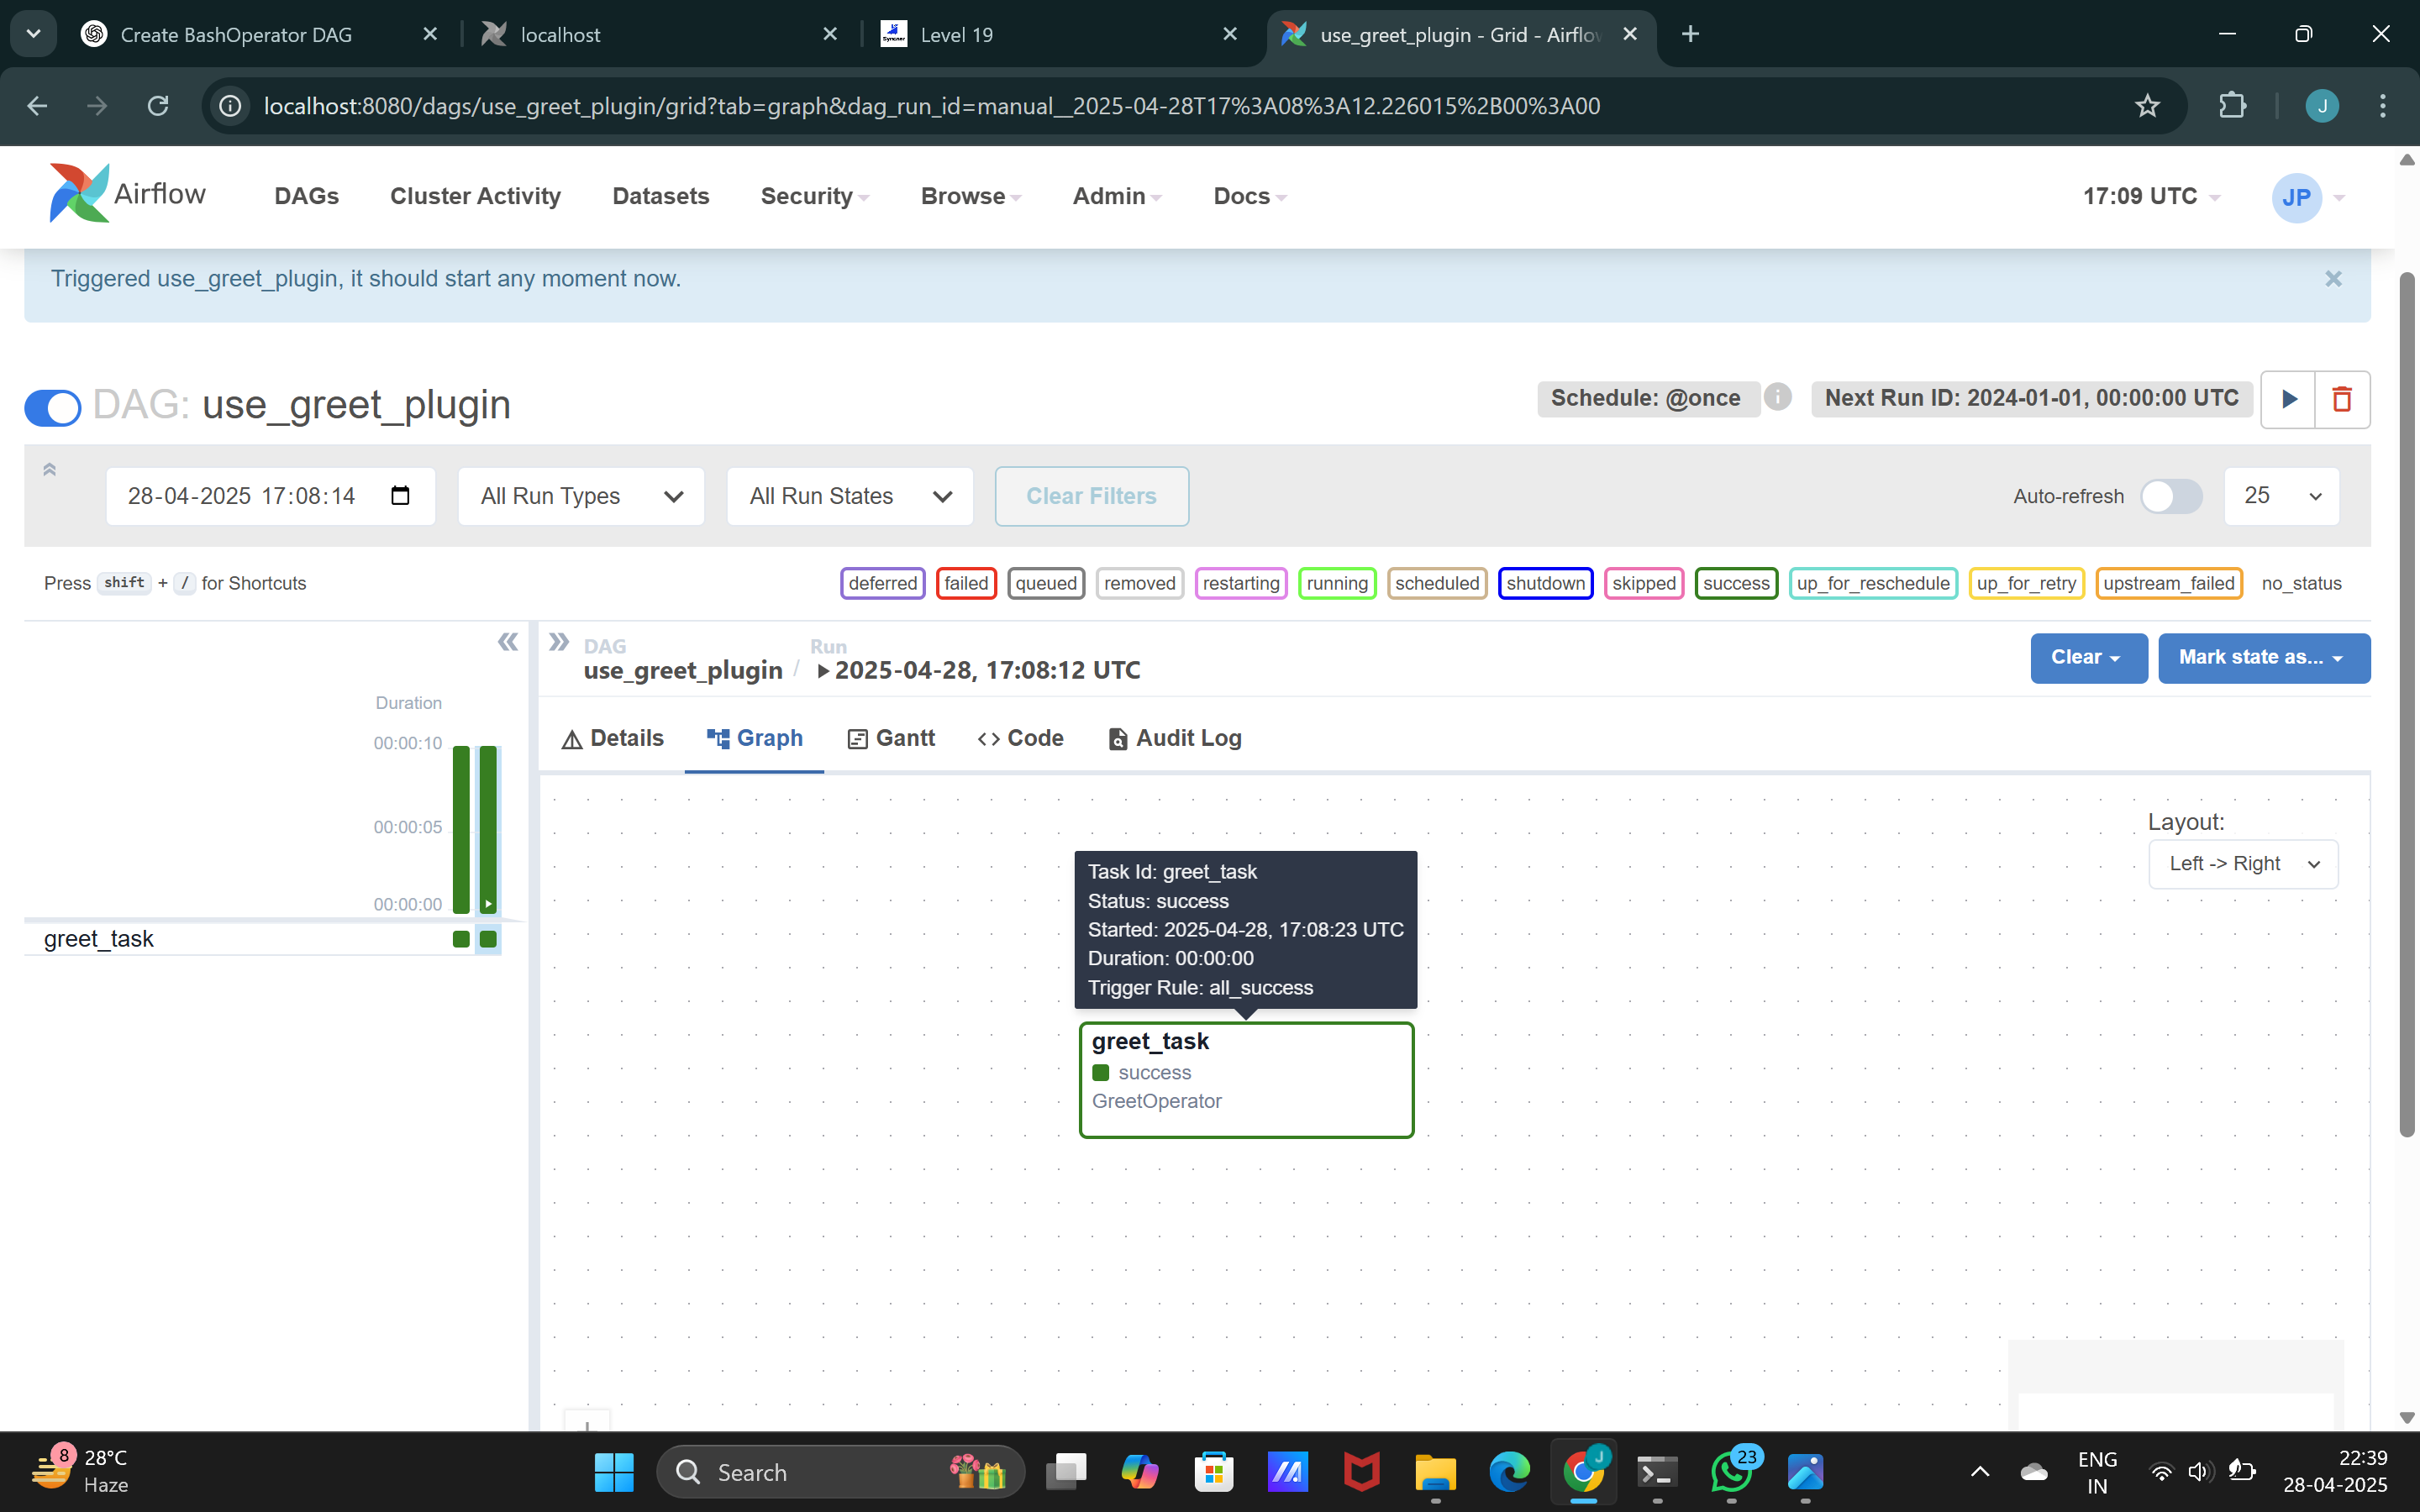 Create BashOperator DAG
localhost
Level 19
use_greet_plugin - Grid - Airflow
localhost:8080/dags/use_greet_plugin/grid?tab=graph&dag_run_id=manual__2025-04-28T17%3A08%3A12.226015%2B00%3A00
J
Airflow
DAGs
Cluster Activity
Datasets
Security
Browse
Admin
Docs
17:09 UTC
JP
Triggered use_greet_plugin, it should start any moment now.
DAG: use_greet_plugin
Schedule: @once
Next Run ID: 2024-01-01, 00:00:00 UTC
28-04-2025 17:08:14
All Run Types
All Run States
Clear Filters
Auto-refresh
25
Press shift + / for Shortcuts
deferred
failed
queued
removed
restarting
running
scheduled
shutdown
skipped
success
up_for_reschedule
up_for_retry
upstream_failed
no_status
DAG
use_greet_plugin
/
Run
2025-04-28, 17:08:12 UTC
Clear
Mark state as...
Duration
00:00:10
00:00:05
00:00:00
greet_task
Details
Graph
Gantt
Code
Audit Log
Layout:
Left -> Right
Task Id: greet_task
Status: success
Started: 2025-04-28, 17:08:23 UTC
Duration: 00:00:00
Trigger Rule: all_success
greet_task
success
GreetOperator
8
28°C
Haze
Search
J
23
ENG
IN
22:39
28-04-2025